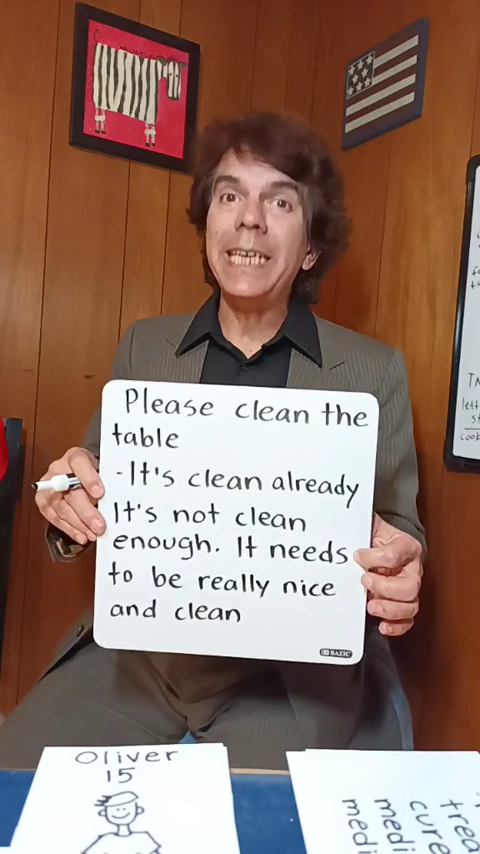 Please clean the
table
-It's clean already
It's not clean
enough. It needs
to be really nice
and clean
BAZIC
Oliver
15
cure
medi
medi